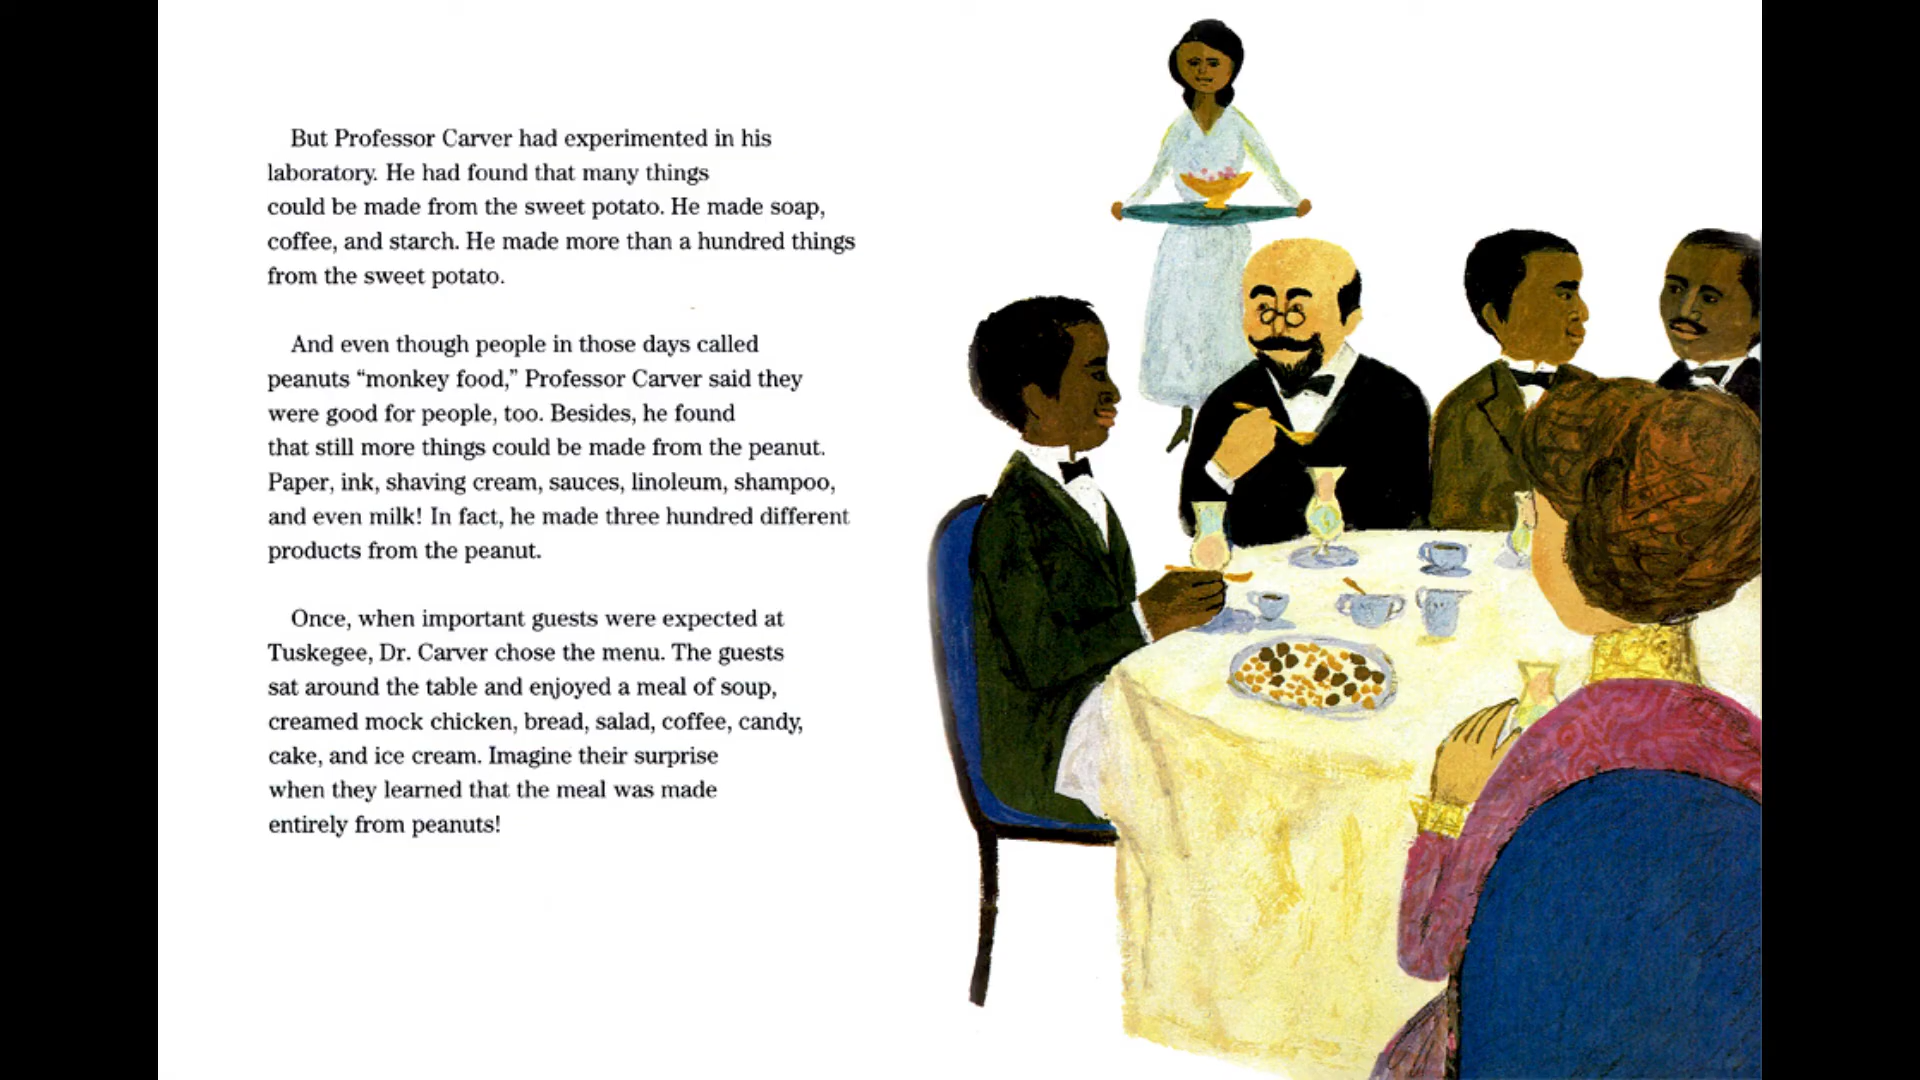 But Professor Carver had experimented in his
laboratory. He had found that many things
could be made from the sweet potato. He made soap,
coffee, and starch. He made more than a hundred things
from the sweet potato.
And even though people in those days called
peanuts “monkey food,” Professor Carver said they
were good for people, too. Besides, he found
that still more things could be made from the peanut.
Paper, ink, shaving cream, sauces, linoleum, shampoo,
and even milk! In fact, he made three hundred different
products from the peanut.
Once, when important guests were expected at
Tuskegee, Dr. Carver chose the menu. The guests
sat around the table and enjoyed a meal of soup,
creamed mock chicken, bread, salad, coffee, candy,
cake, and ice cream. Imagine their surprise
when they learned that the meal was made
entirely from peanuts!